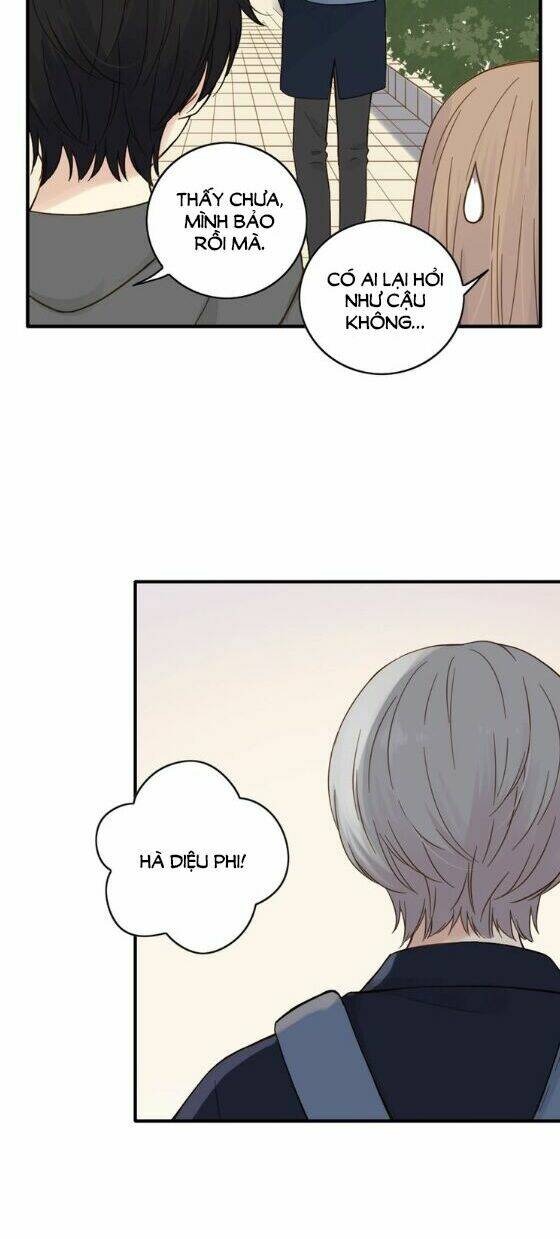 THẤY CHƯA,
MÌNH BẢO
RỒI MÀ.
CÓ AI LẠI HỎI
NHƯ CẬU
KHÔNG...
HÀ DIỆU PHI!